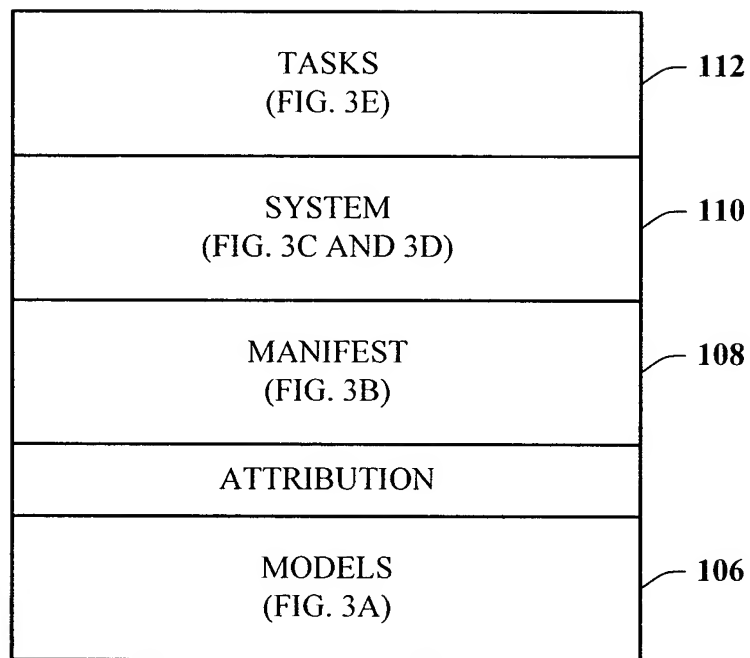 TASKS
(FIG. 3E)
112
SYSTEM
(FIG. 3C AND 3D)
110
MANIFEST
(FIG. 3B)
108
ATTRIBUTION
MODELS
(FIG. 3A)
106